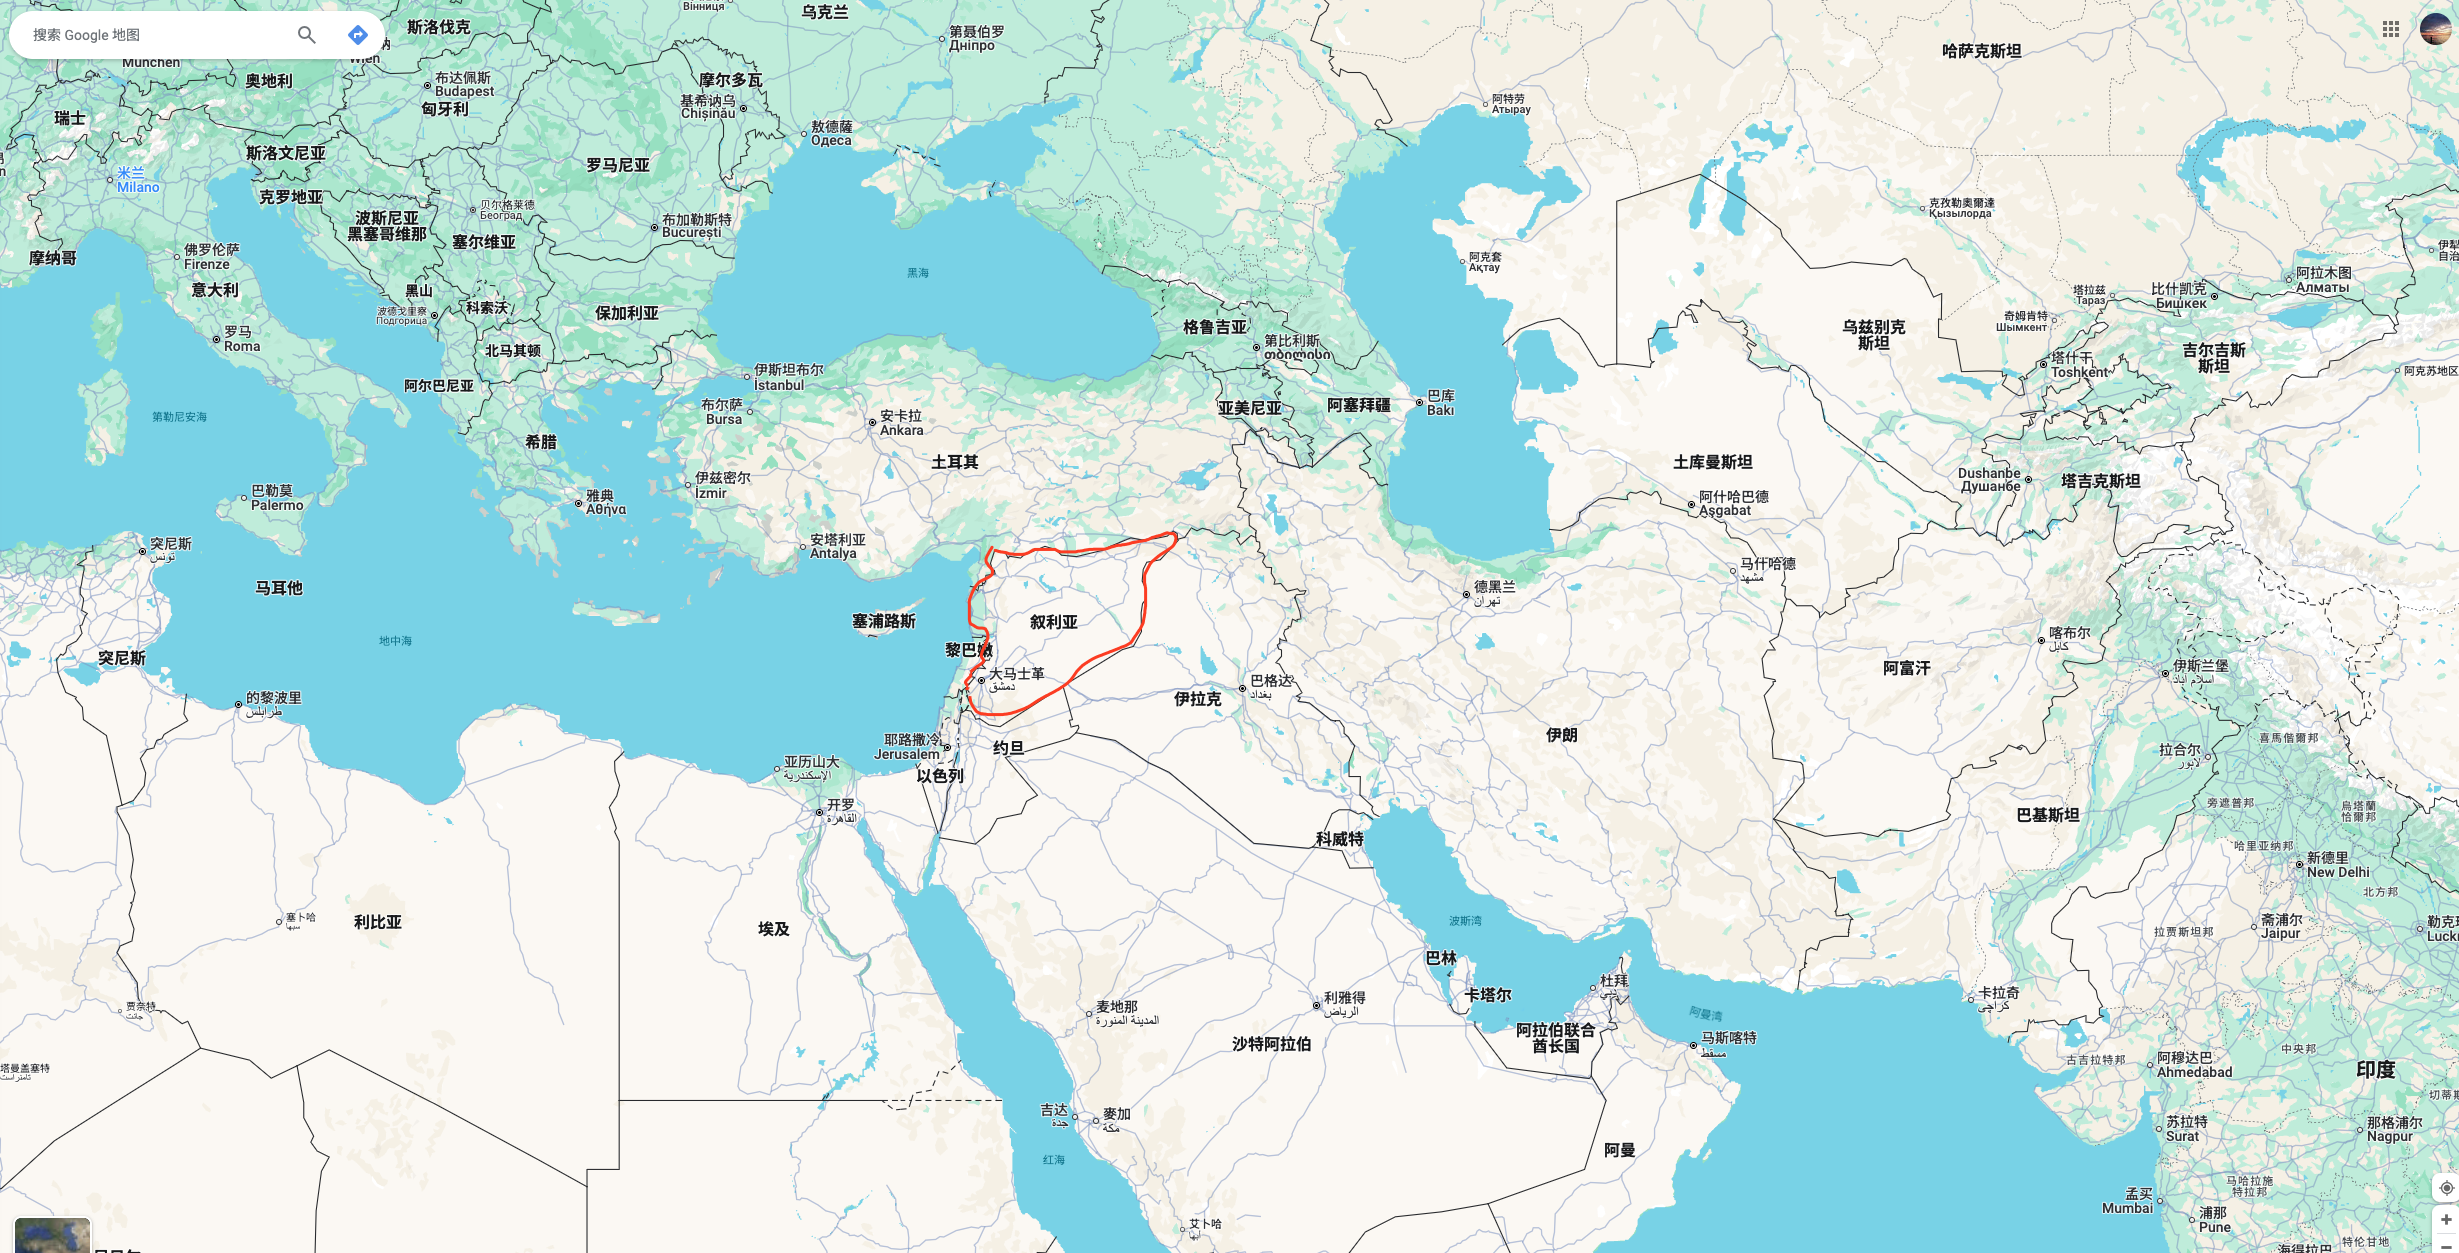 搜索 Google 地图
斯洛伐克
Вінниця
乌克兰
第聂伯罗
Дніпро
哈萨克斯坦
München
Wien
奥地利
布达佩斯
Budapest
匈牙利
摩尔多瓦
基希讷乌
Chișinău
阿特劳
Атырау
瑞士
敖德薩
Одеса
斯洛文尼亚
罗马尼亚
米兰
Milano
克罗地亚
贝尔格莱德
Београд
波斯尼亚
黑塞哥维那
布加勒斯特
București
塞尔维亚
克孜勒奥爾達
Қызылорда
摩纳哥
佛罗伦萨
Firenze
黑海
阿克套
Ақтау
伊犁
自治
阿拉木图
Алматы
意大利
黑山
科索沃
波德戈里察
Подгорица
保加利亚
塔拉兹
Тараз
比什凯克
Бишкек
罗马
Roma
格鲁吉亚
第比利斯
თბილისი
奇姆肯特
Шымкент
乌兹别克
斯坦
北马其顿
吉尔吉斯
斯坦
塔什干
Toshkent
阿克苏地区
阿尔巴尼亚
伊斯坦布尔
İstanbul
布尔萨
Bursa
安卡拉
Ankara
亚美尼亚
阿塞拜疆
巴库
Bakı
第勒尼安海
希腊
土耳其
土库曼斯坦
Dushanbe
Душанбе
塔吉克斯坦
伊兹密尔
İzmir
巴勒莫
Palermo
雅典
Αθήνα
阿什哈巴德
Aşgabat
突尼斯
تونس
安塔利亚
Antalya
马什哈德
مشهد
马耳他
德黑兰
تهران
塞浦路斯
叙利亚
喀布尔
کابل
地中海
黎巴嫩
突尼斯
大马士革
دمشق
阿富汗
伊斯兰堡
اسلام آباد
的黎波里
طرابلس
巴格达
بغداد
伊拉克
伊朗
喜馬偕爾邦
耶路撒冷
Jerusalem
约旦
拉合尔
لاہور
亚历山大
الإسكندرية
以色列
开罗
القاهرة
旁遮普邦
烏塔蘭
恰爾邦
巴基斯坦
科威特
哈里亚纳邦
新德里
New Delhi
北方邦
塞卜哈
سبها
利比亚
埃及
波斯湾
斋浦尔
Jaipur
拉贾斯坦邦
勒克
Luck
巴林
杜拜
دبي
卡塔尔
卡拉奇
کراچی
贾奈特
جانت
麦地那
المدينة المنورة
利雅得
الرياض
阿曼湾
阿拉伯联合
酋长国
沙特阿拉伯
马斯喀特
مسقط
中央邦
古吉拉特邦
阿穆达巴
Ahmedabad
印度
塔曼盖塞特
تامنراست
切蒂斯
吉达
جدة
麥加
مكة
苏拉特
Surat
那格浦尔
Nagpur
阿曼
红海
马哈拉施
特拉邦
孟买
Mumbai
浦那
Pune
艾卜哈
أبها
特伦甘地
海得拉巴